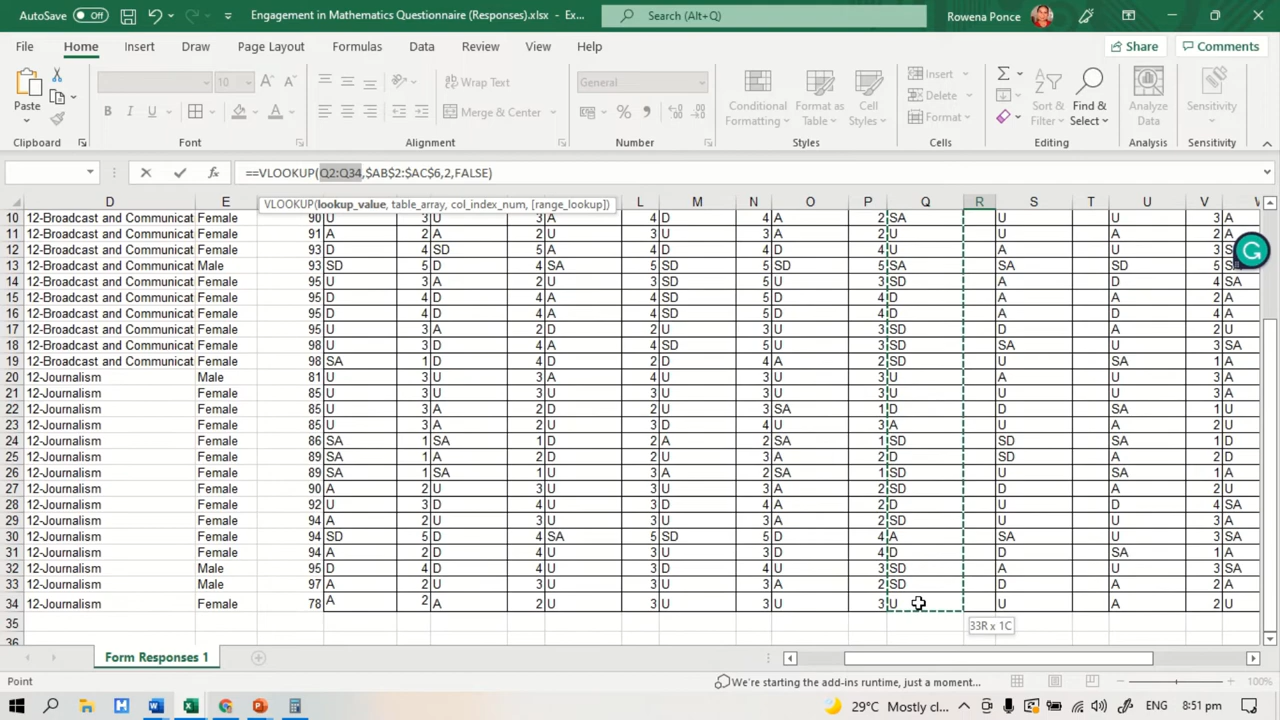 AutoSave Off Engagement in Mathematics Questionnaire (Responses).xlsx - Ex... Search (Alt+Q) Rowena Ponce
File Home Insert Draw Page Layout Formulas Data Review View Help Share Comments
Paste 10 Wrap Text General Conditional Formatting Format as Table Cell Styles Insert Delete Format Sort & Filter Find & Select Analyze Data Sensitivity
B I U Merge & Center
Clipboard Font Alignment Number Styles Cells Editing Analysis Sensitivity
fx ==VLOOKUP(Q2:Q34,$AB$2:$AC$6,2,FALSE)
VLOOKUP(lookup_value, table_array, col_index_num, [range_lookup])
D E L M N O P Q R S T U V W
10 12-Broadcast and Communicat Female 90 U 3 U 3 A 4 D 4 A 2 SA U U 3 A
11 12-Broadcast and Communicat Female 91 A 2 A 2 U 3 U 3 A 2 U U A 2 A
12 12-Broadcast and Communicat Female 93 D 4 SD 5 A 4 D 4 D 4 U A U 3
13 12-Broadcast and Communicat Male 93 SD 5 D 4 SA 5 SD 5 SD 5 SA SA SD 5
14 12-Broadcast and Communicat Female 95 U 3 A 2 U 3 U 3 U 3 SD A D 4 SA
15 12-Broadcast and Communicat Female 95 D 4 D 4 A 4 SD 5 D 4 D A A 2 A
16 12-Broadcast and Communicat Female 95 D 4 D 4 A 4 SD 5 D 4 D A D 4 A
17 12-Broadcast and Communicat Female 95 U 3 A 2 D 2 U 3 U 3 SD D A 2 U
18 12-Broadcast and Communicat Female 98 U 3 D 4 A 4 SD 5 U 3 SD SA U 3 SA
19 12-Broadcast and Communicat Female 98 SA 1 D 4 D 2 D 4 A 2 SD U SA 1 A
20 12-Journalism Male 81 U 3 U 3 A 4 U 3 U 3 U A U 3 A
21 12-Journalism Female 85 U 3 U 3 U 3 U 3 U 3 U U U 3 U
22 12-Journalism Female 85 U 3 A 2 D 2 U 3 SA 1 D D SA 1 U
23 12-Journalism Female 88 U 3 A 2 U 3 U 3 U 3 A U A 2 U
24 12-Journalism Female 86 SA 1 SA 1 D 2 A 2 SA 1 SD SD SA 1 D
25 12-Journalism Female 89 SA 1 A 2 D 2 U 3 A 2 D SD A 2 D
26 12-Journalism Female 89 SA 1 SA 1 U 3 A 2 SA 1 SD U SA 1 U
27 12-Journalism Female 90 A 2 U 3 U 3 U 3 A 2 SD D A 2 U
28 12-Journalism Female 92 U 3 D 4 U 3 U 3 D 4 D U D 4 SA
29 12-Journalism Female 94 A 2 U 3 U 3 U 3 A 2 SD U U 3 A
30 12-Journalism Female 94 SD 5 D 4 SA 5 SD 5 D 4 A SA U 3 SA
31 12-Journalism Female 94 A 2 D 4 U 3 U 3 D 4 D D SA 1 A
32 12-Journalism Male 95 D 4 D 4 U 3 D 4 U 3 SD A U 3 SA
33 12-Journalism Male 97 A 2 U 3 U 3 U 3 A 2 SD D A 2 A
34 12-Journalism Female 78 A 2 A 2 U 3 U 3 U 3 U U A 2 U
35
33R x 1C
36
Form Responses 1
Point We're starting the add-ins runtime, just a moment... 100%
29°C Mostly cl... ENG 8:51 pm